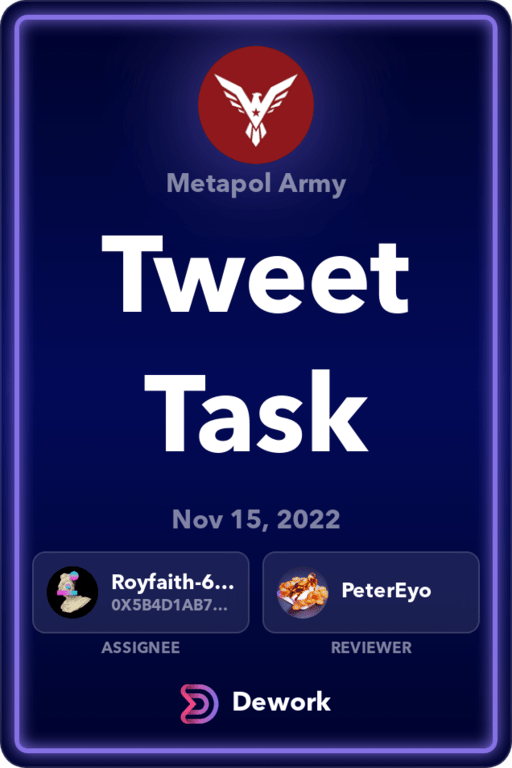 Metapol Army
Tweet
Task
Nov 15, 2022
Royfaith-6...
0X5B4D1AB7...
PeterEyo
ASSIGNEE
REVIEWER
Dework